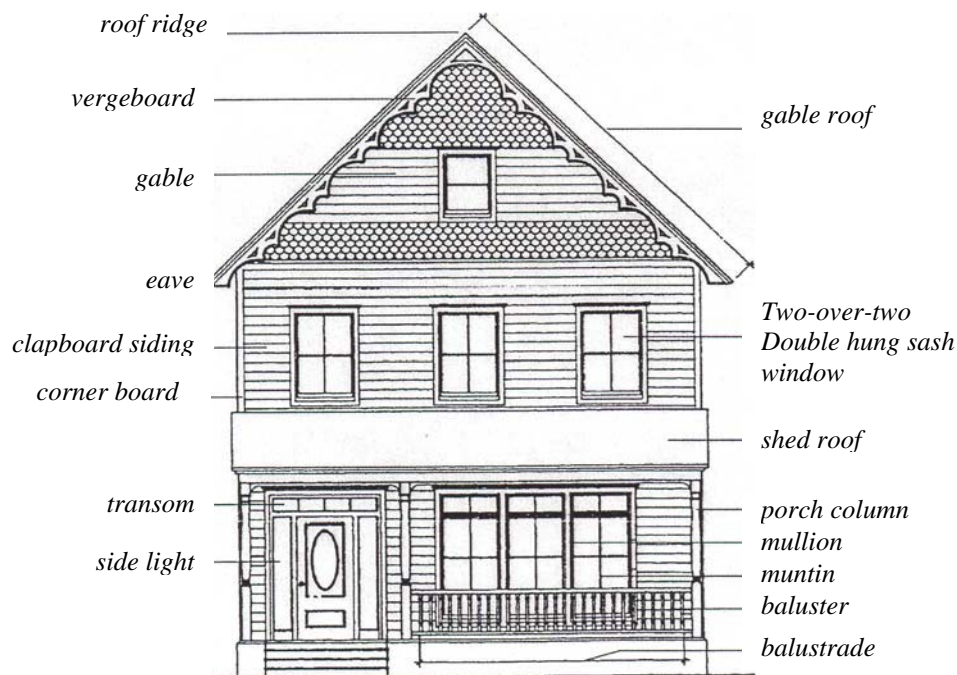 roof ridge
vergeboard
gable
eave
clapboard siding
corner board
transom
side light
gable roof
Two-over-two
Double hung sash
window
shed roof
porch column
mullion
muntin
baluster
balustrade